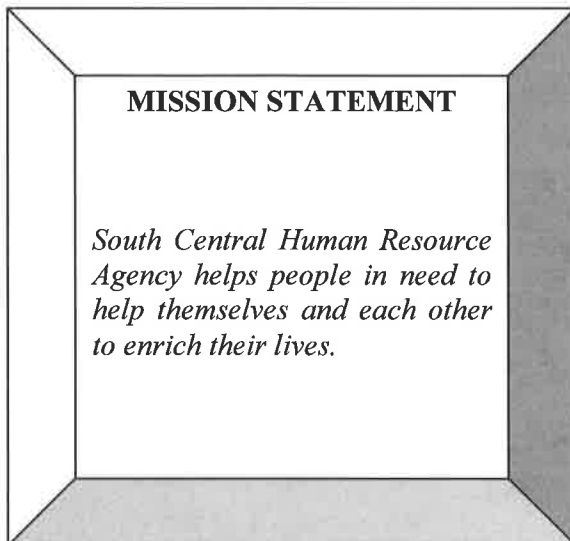 MISSION STATEMENT
South Central Human Resource
Agency helps people in need to
help themselves and each other
to enrich their lives.